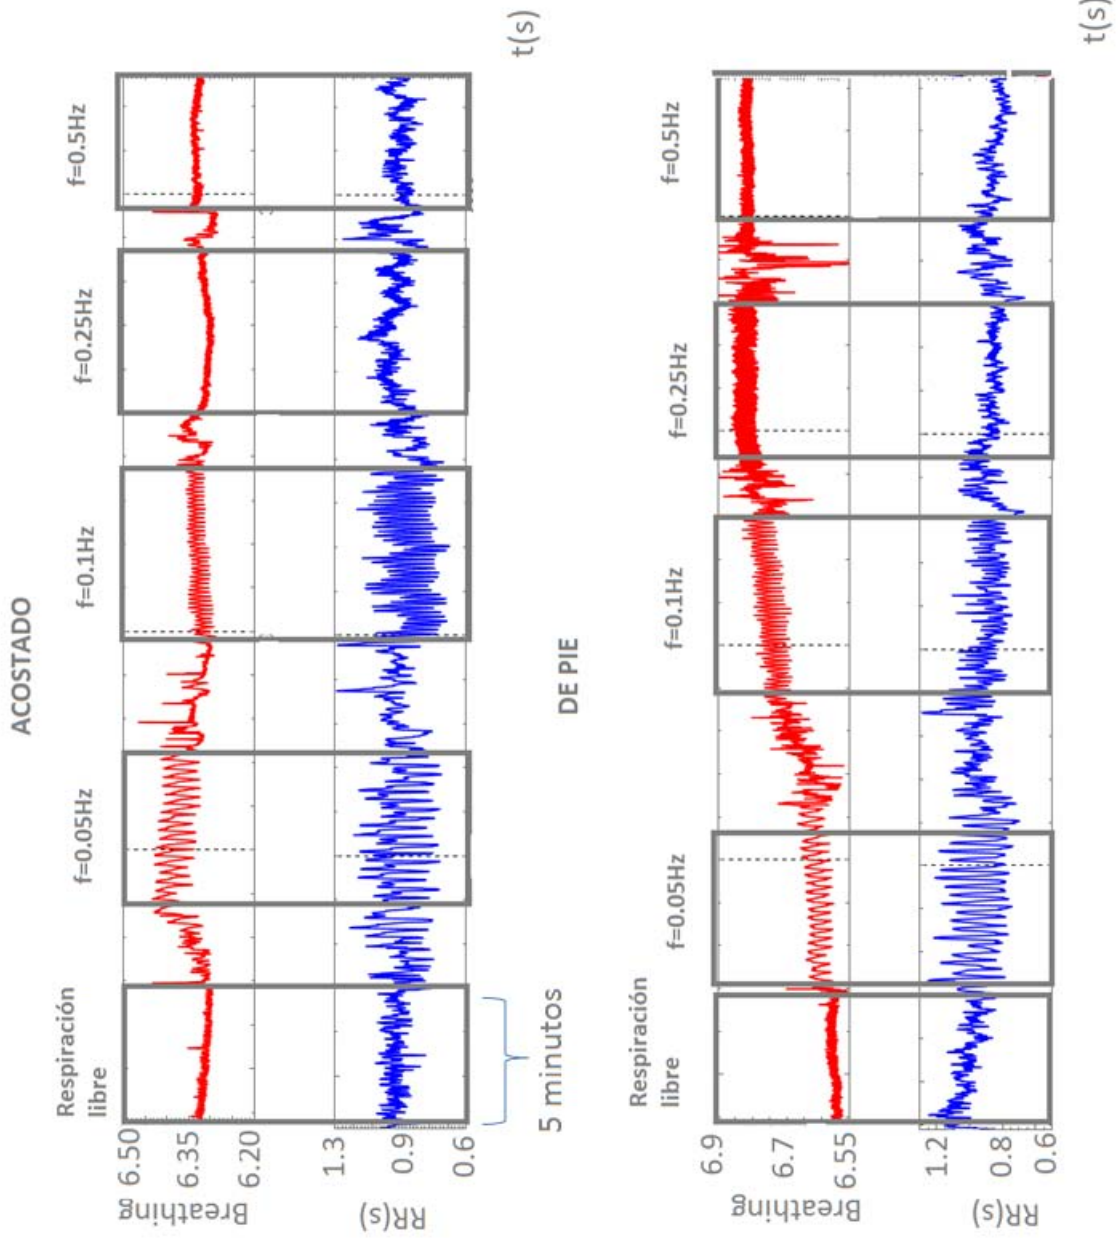 ACOSTADO
Respiración
libre
f=0.05Hz
f=0.1Hz
f=0.25Hz
f=0.5Hz
Breathing
6.50
6.35
6.20
RR(s)
1.3
0.9
0.6
t(s)
5 minutos
DE PIE
Respiración
libre
f=0.05Hz
f=0.1Hz
f=0.25Hz
f=0.5Hz
Breathing
6.9
6.7
6.55
RR(s)
1.2
0.8
0.6
t(s)